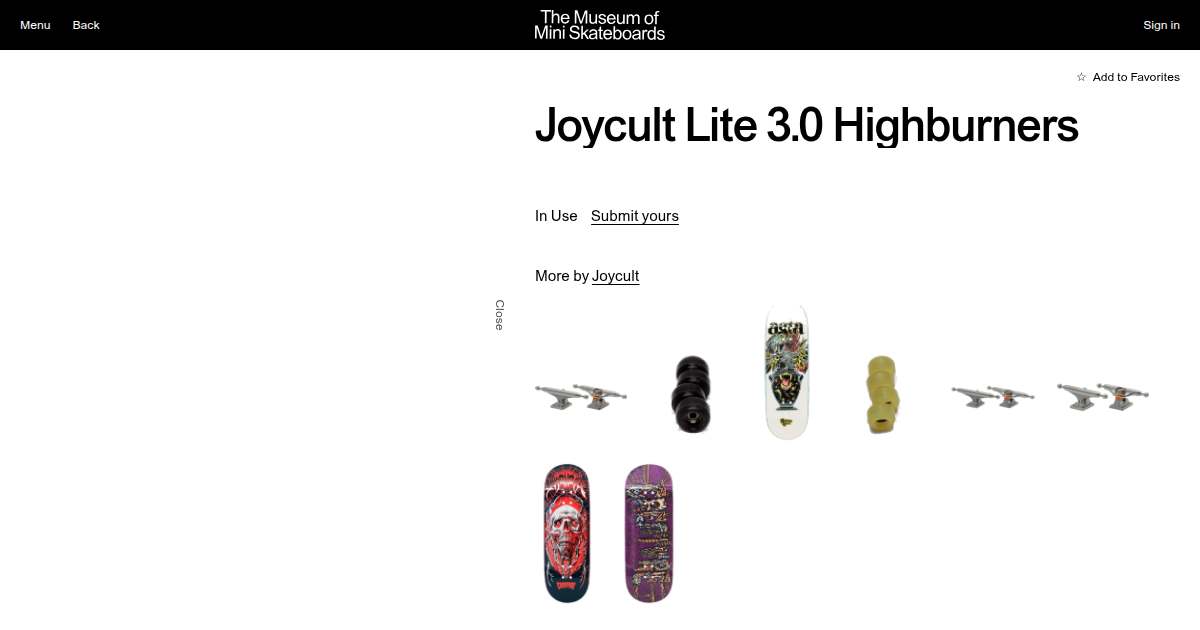 Menu Back
The Museum of
Mini Skateboards
Sign in
☆ Add to Favorites
Joycult Lite 3.0 Highburners
In Use Submit yours
More by Joycult
Close